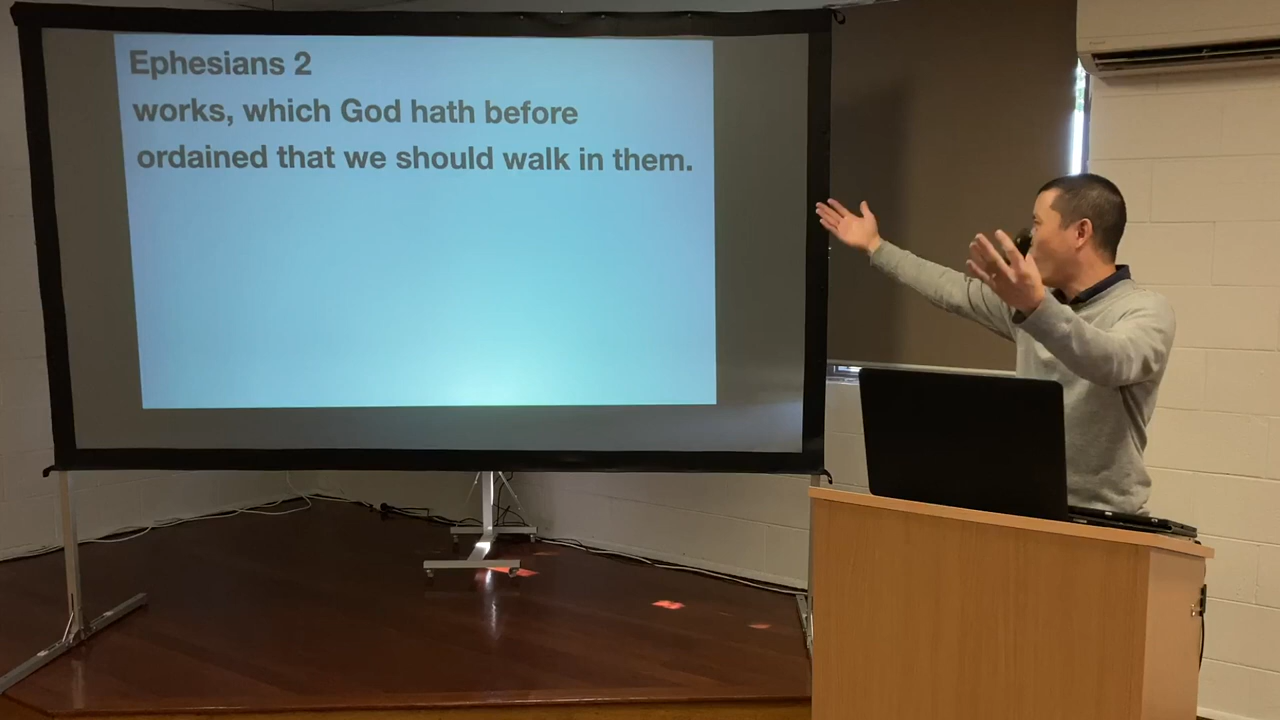 Ephesians 2
works, which God hath before
ordained that we should walk in them.